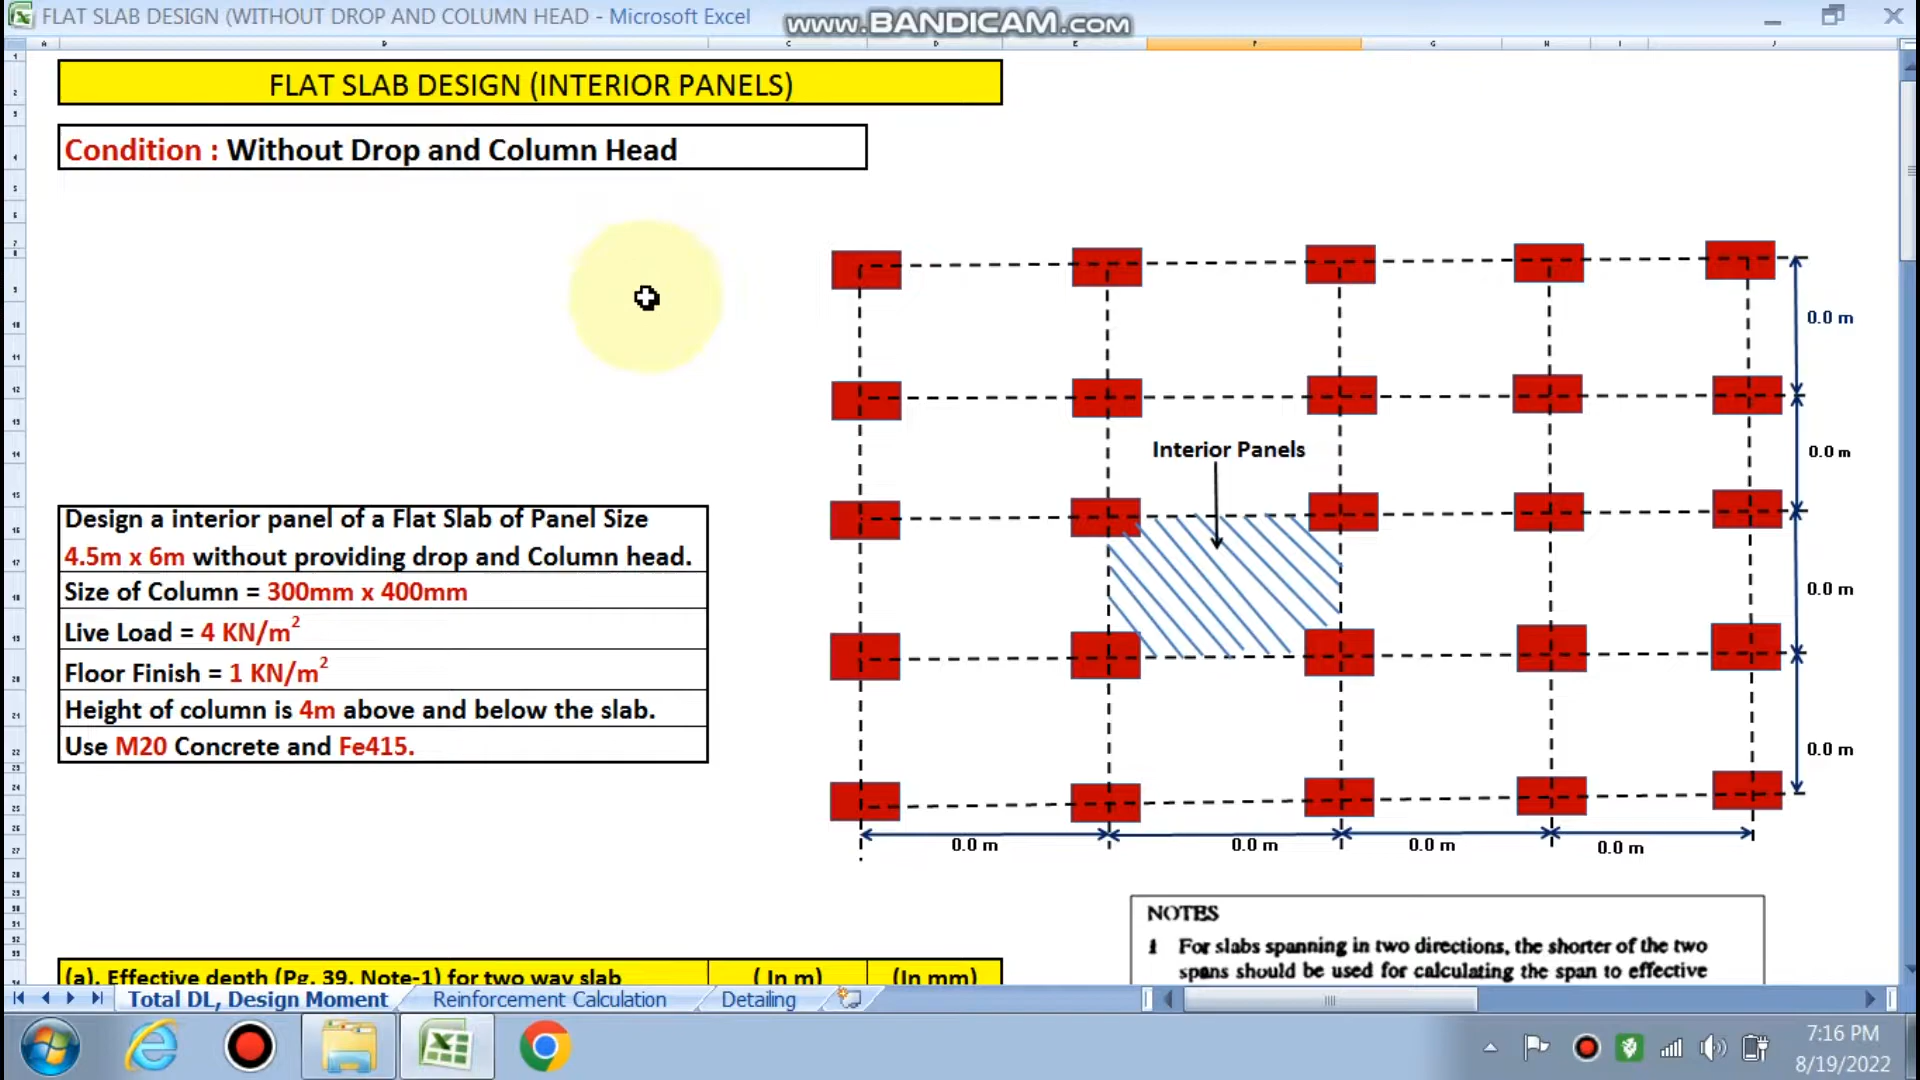 FLAT SLAB DESIGN (WITHOUT DROP AND COLUMN HEAD - Microsoft Excel
www.BANDICAM.com
FLAT SLAB DESIGN (INTERIOR PANELS)
Condition : Without Drop and Column Head
0.0 m
0.0 m
Interior Panels
Design a interior panel of a Flat Slab of Panel Size
4.5m x 6m without providing drop and Column head.
Size of Column = 300mm x 400mm
0.0 m
Live Load = 4 KN/m²
Floor Finish = 1 KN/m²
Height of column is 4m above and below the slab.
Use M20 Concrete and Fe415.
0.0 m
0.0 m
0.0 m
0.0 m
0.0 m
NOTES
1 For slabs spanning in two directions, the shorter of the two
spans should be used for calculating the span to effective
(a). Effective depth (Pg. 39. Note-1) for two way slab
( In m)
(In mm)
Total DL, Design Moment
Reinforcement Calculation
Detailing
7:16 PM
8/19/2022